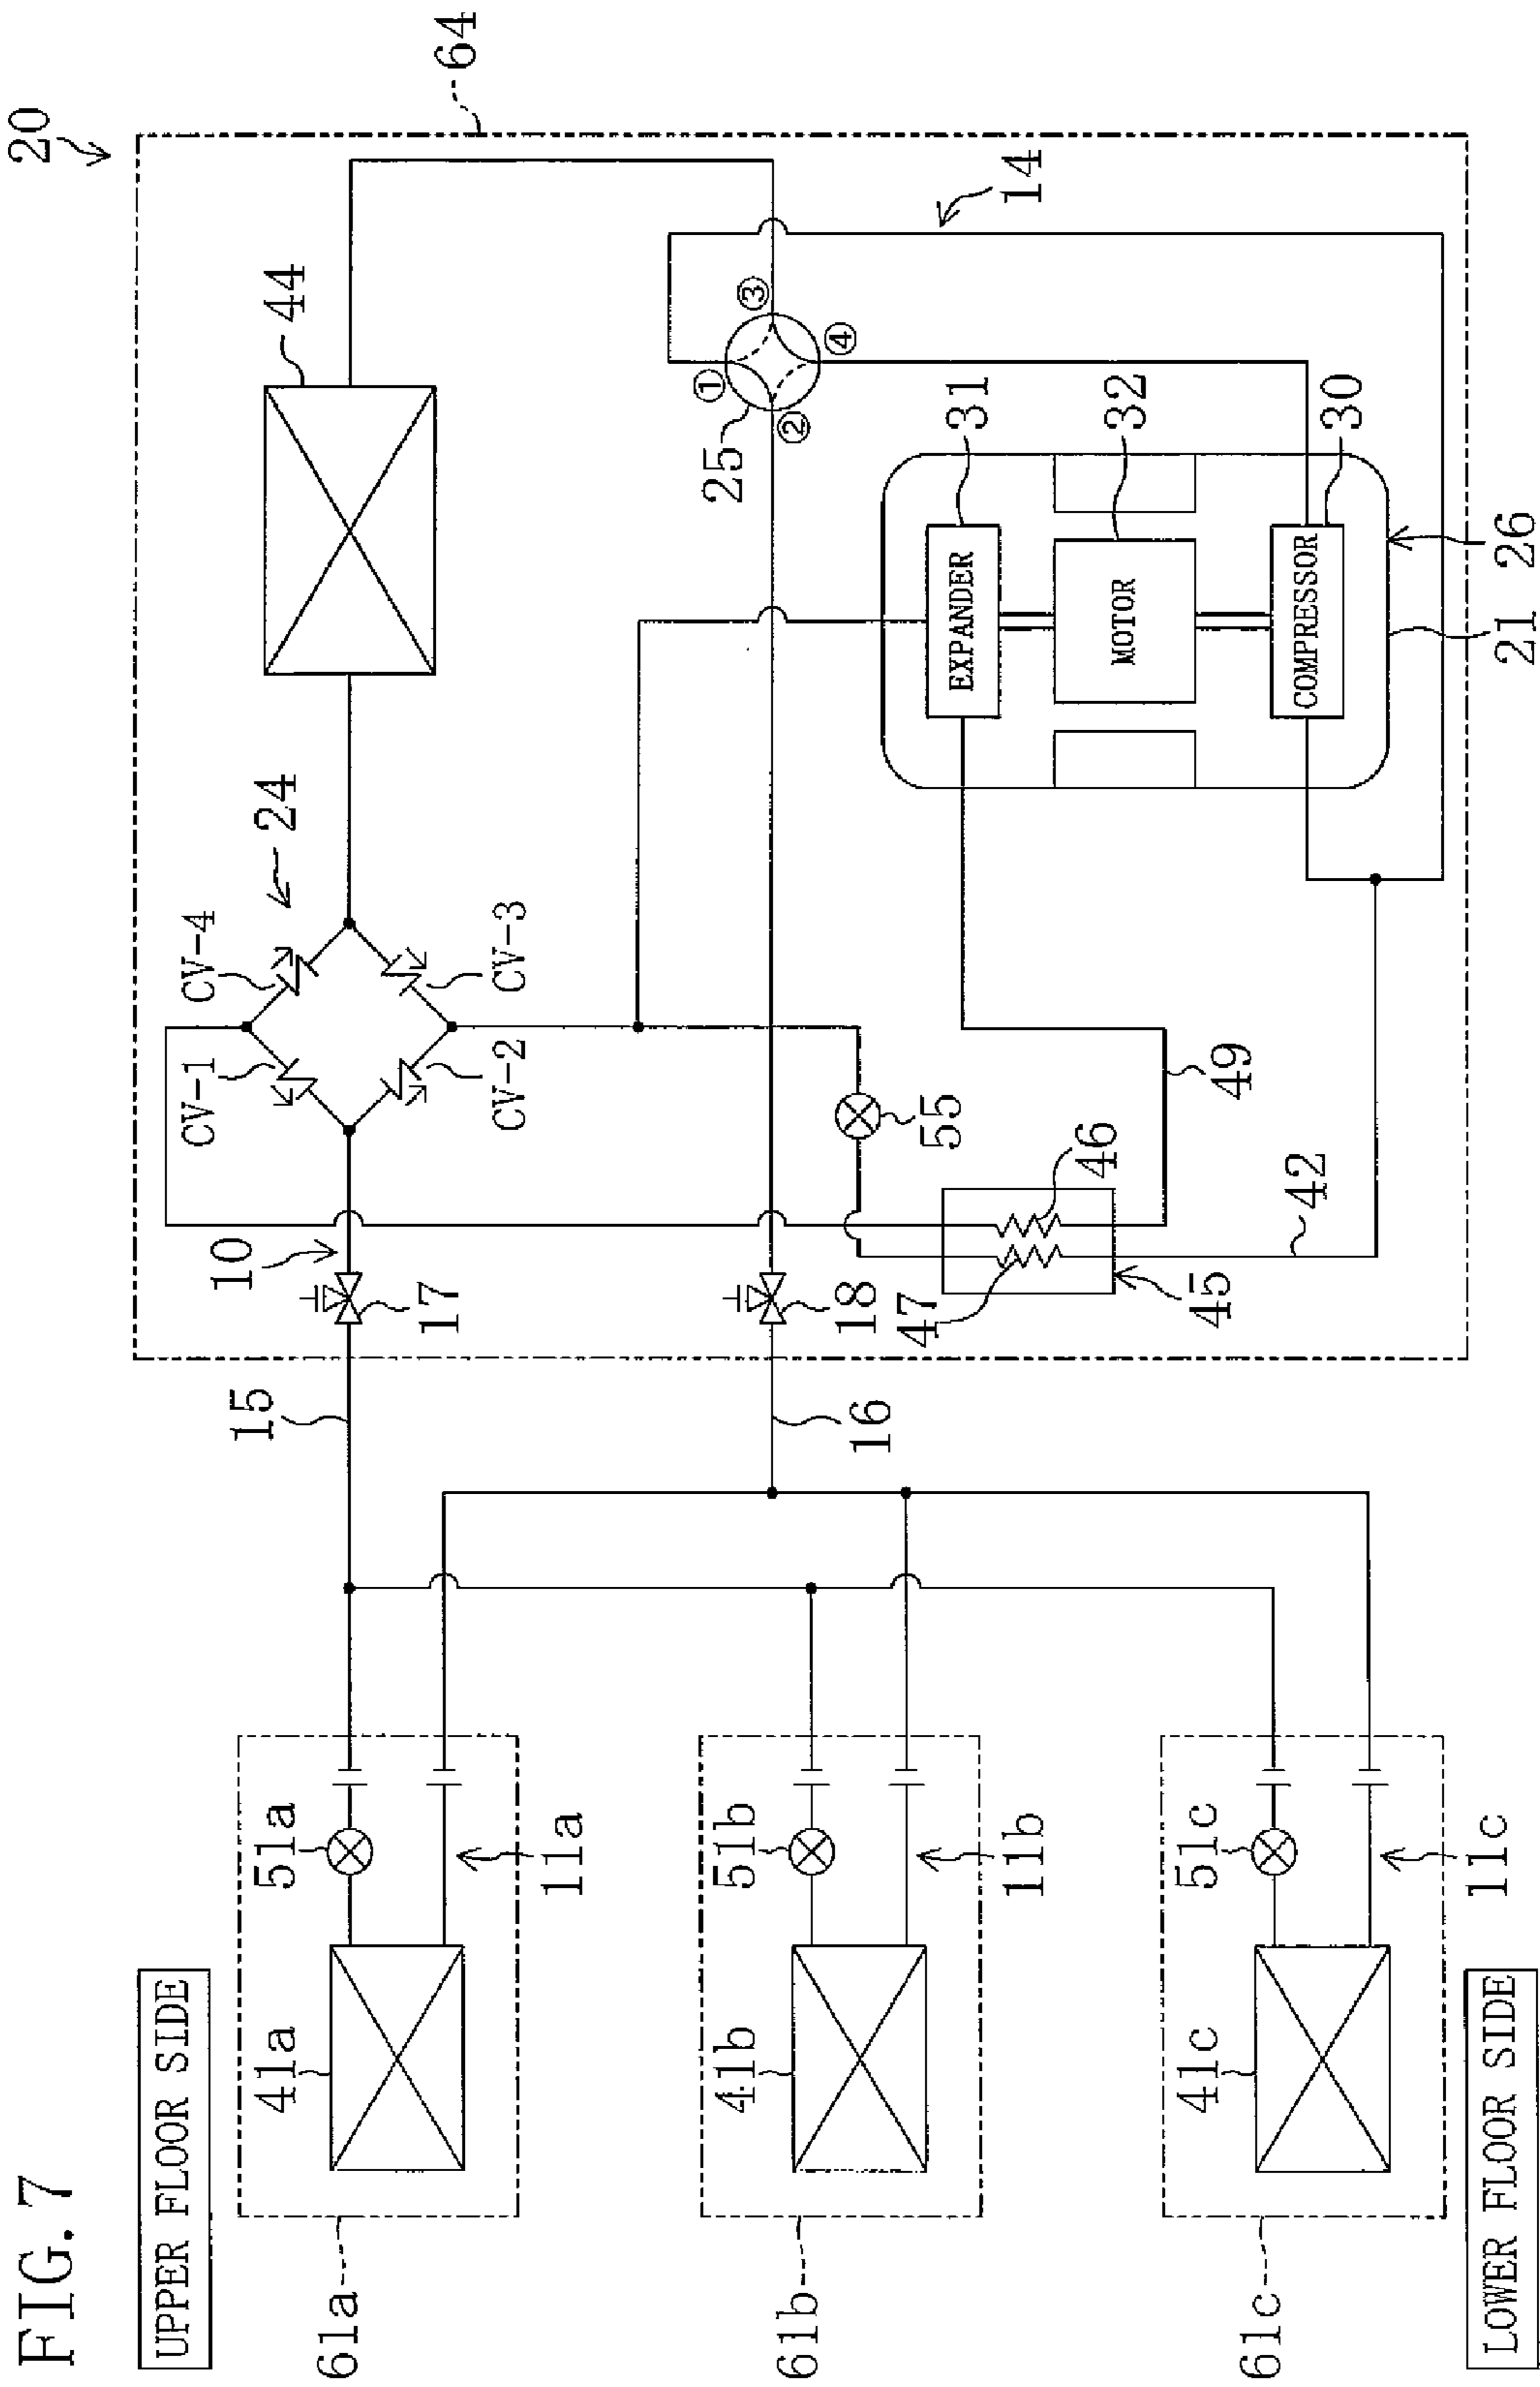 FIG. 7
UPPER FLOOR SIDE
20
64
44
24
CV-4
CV-1
CV-3
CV-2
10
17
15
14
25
①
②
③
④
18
16
31
EXPANDER
32
MOTOR
30
COMPRESSOR
26
21
49
55
46
47
45
42
51a
41a
11a
61a
51b
41b
11b
61b
51c
41c
11c
61c
LOWER FLOOR SIDE